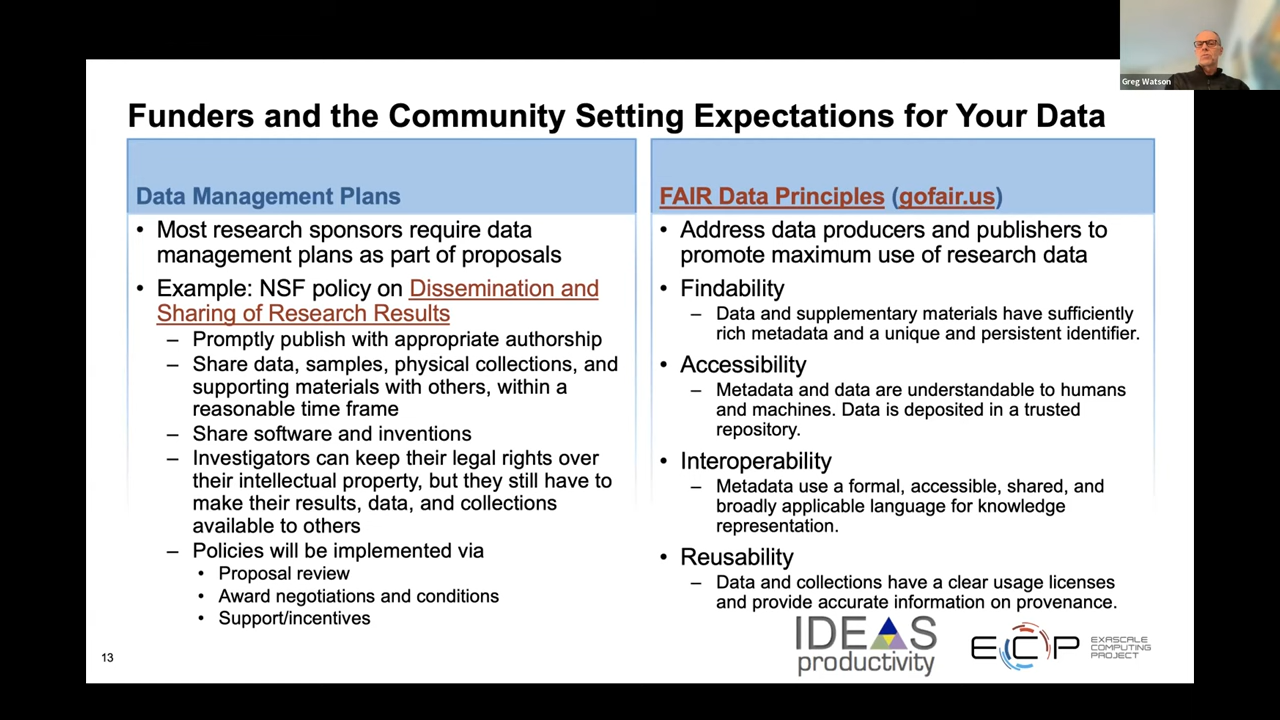 Greg Watson
Funders and the Community Setting Expectations for Your Data
Data Management Plans
• Most research sponsors require data
management plans as part of proposals
• Example: NSF policy on Dissemination and
Sharing of Research Results
– Promptly publish with appropriate authorship
– Share data, samples, physical collections, and
supporting materials with others, within a
reasonable time frame
– Share software and inventions
– Investigators can keep their legal rights over
their intellectual property, but they still have to
make their results, data, and collections
available to others
– Policies will be implemented via
• Proposal review
• Award negotiations and conditions
• Support/incentives
FAIR Data Principles (gofair.us)
• Address data producers and publishers to
promote maximum use of research data
• Findability
– Data and supplementary materials have sufficiently
rich metadata and a unique and persistent identifier.
• Accessibility
– Metadata and data are understandable to humans
and machines. Data is deposited in a trusted
repository.
• Interoperability
– Metadata use a formal, accessible, shared, and
broadly applicable language for knowledge
representation.
• Reusability
– Data and collections have a clear usage licenses
and provide accurate information on provenance.
13
IDEAS
productivity
ECP
EXASCALE
COMPUTING
PROJECT